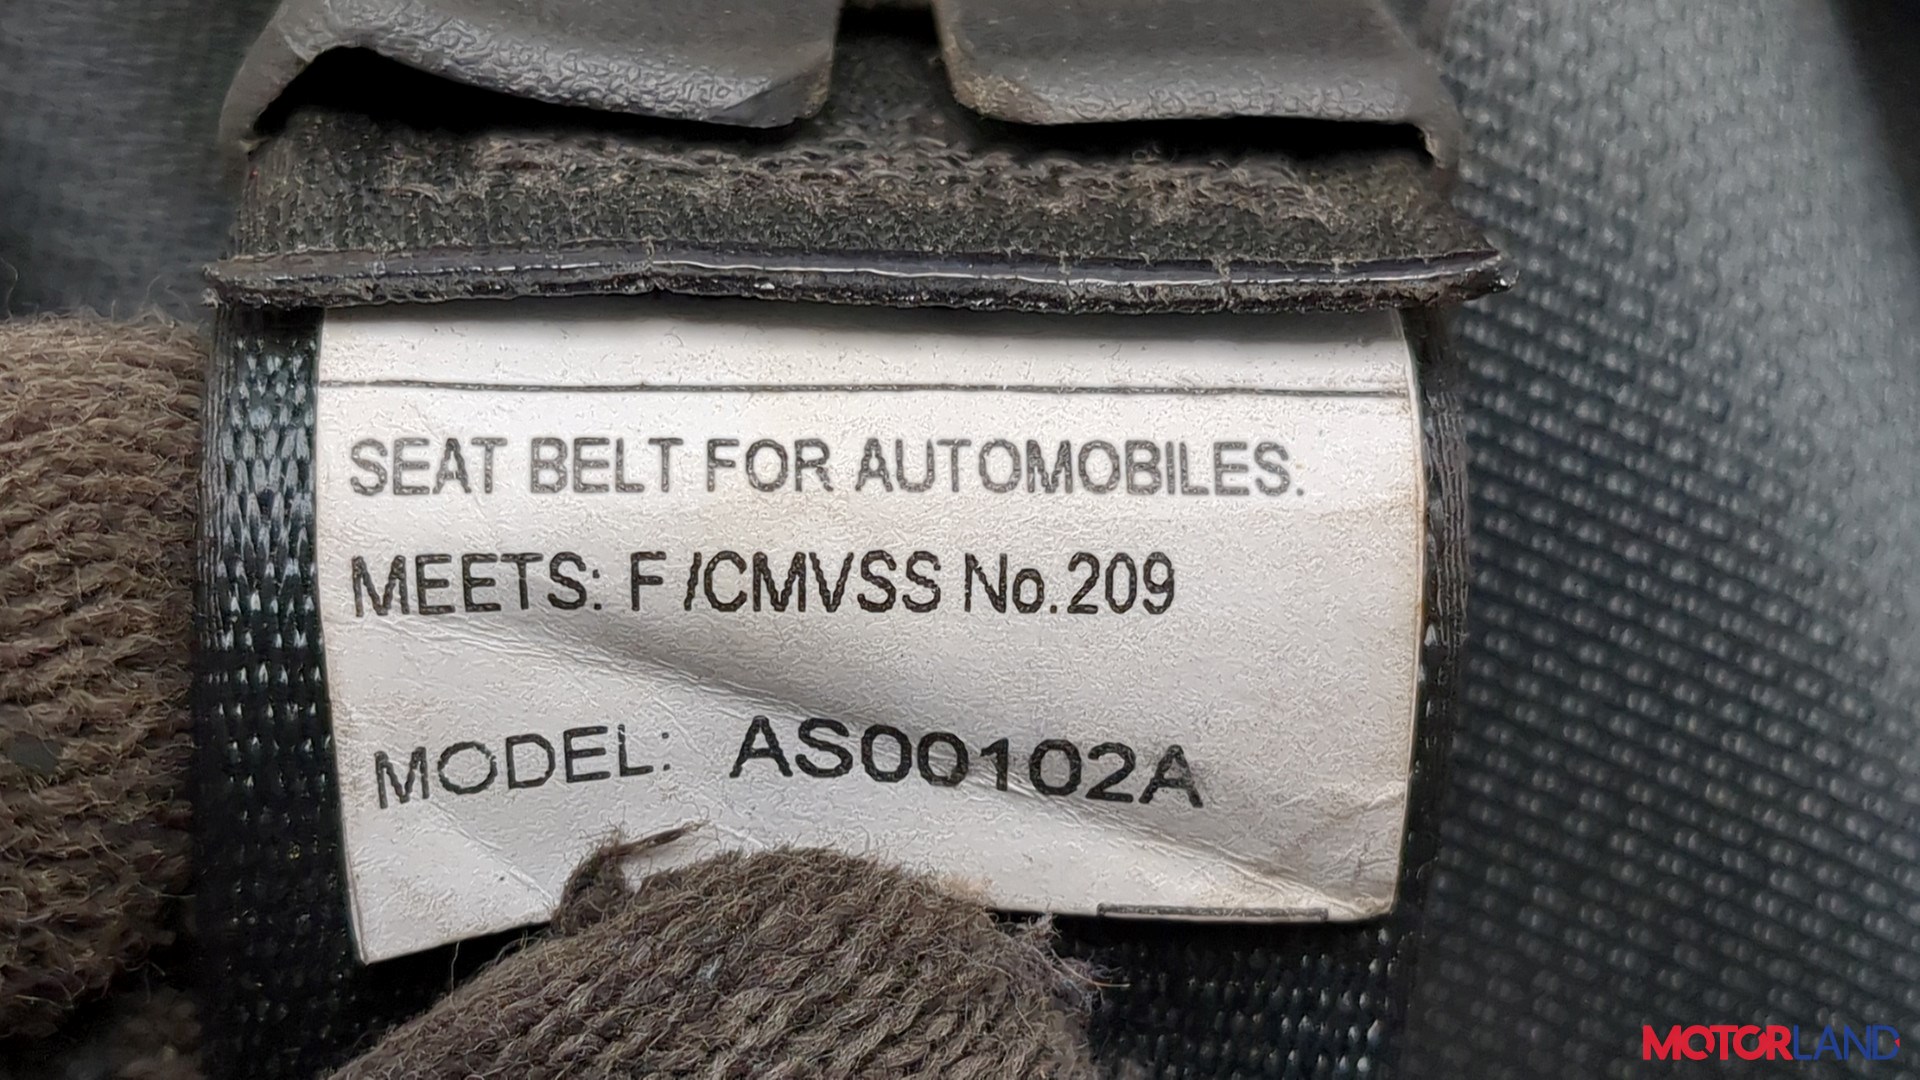 SEAT BELT FOR AUTOMOBILES.
MEETS: F/CMVSS No.209
MODEL: AS00102A
MOTORLAND